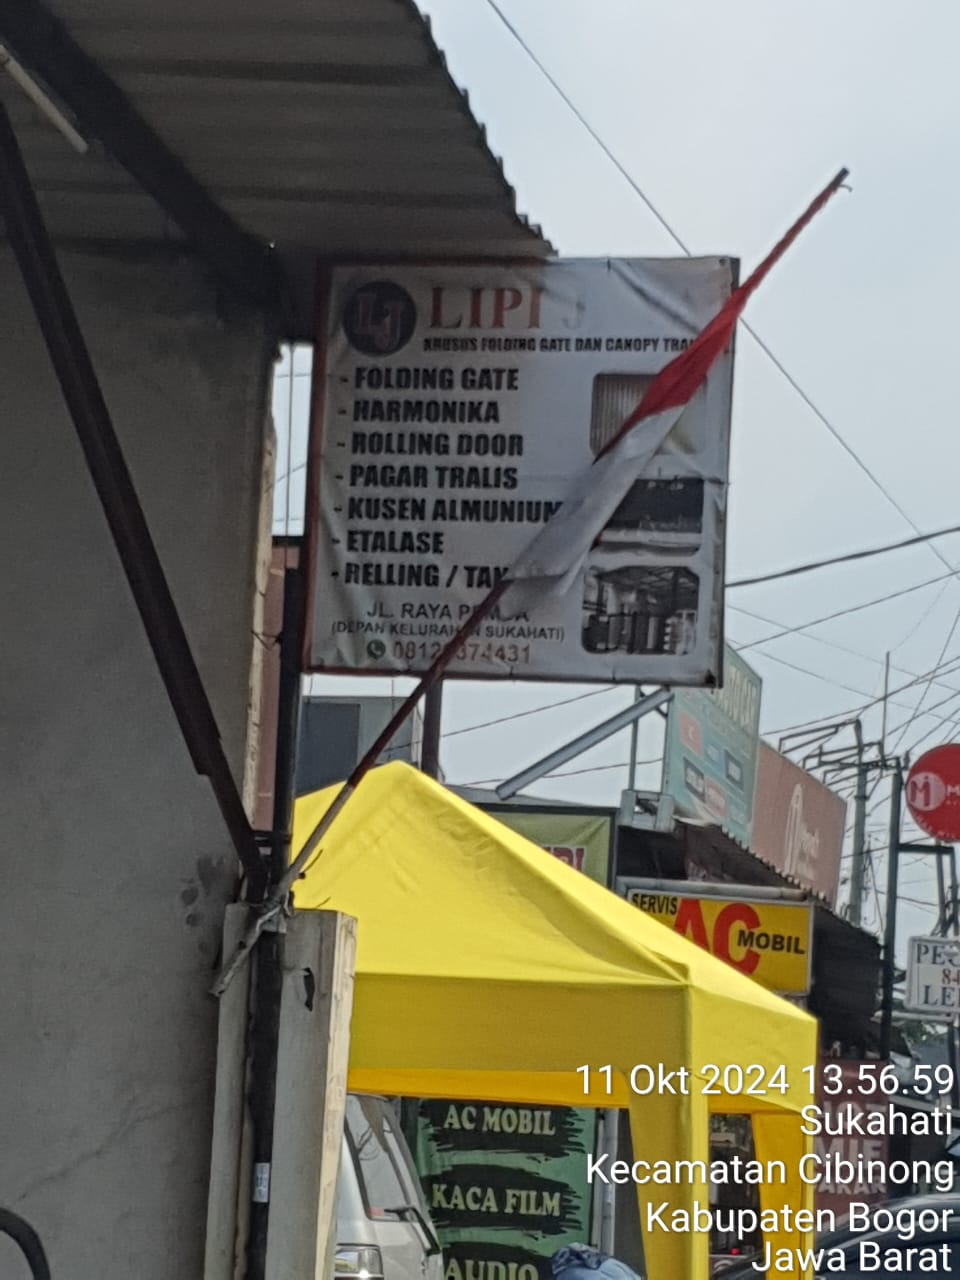 LJ LIPI J
KHUSUS FOLDING GATE DAN CANOPY
- FOLDING GATE
- HARMONIKA
- ROLLING DOOR
- PAGAR TRALIS
- KUSEN ALMUNIUM
- ETALASE
- RELLING /
JL. RAYA
(DEPAN KELURAHAN SUKAHATI)
SERVIS
AC MOBIL
AC MOBIL
KACA FILM
AUDIO
11 Okt 2024 13.56.59
Sukahati
Kecamatan Cibinong
Kabupaten Bogor
Jawa Barat